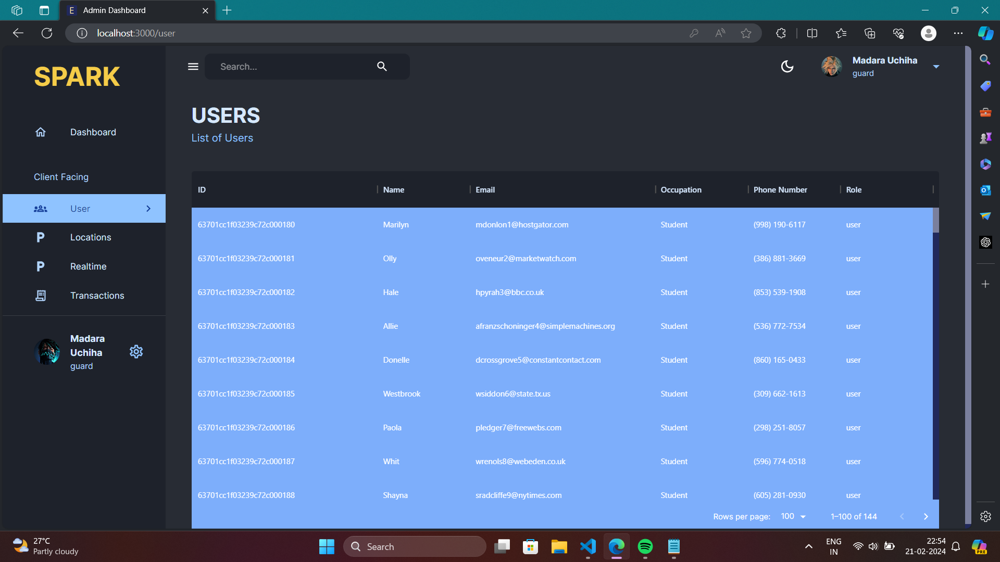 E Admin Dashboard
localhost:3000/user
SPARK
Dashboard
Client Facing
User
P Locations
P Realtime
Transactions
Madara
Uchiha
guard
Search...
Madara Uchiha
guard
USERS
List of Users
ID Name Email Occupation Phone Number Role
63701cc1f03239c72c000180 Marilyn mdonlon1@hostgator.com Student (998) 190-6117 user
63701cc1f03239c72c000181 Olly oveneur2@marketwatch.com Student (386) 881-3669 user
63701cc1f03239c72c000182 Hale hpyrah3@bbc.co.uk Student (853) 539-1908 user
63701cc1f03239c72c000183 Allie afranzschoninger4@simplemachines.org Student (536) 772-7534 user
63701cc1f03239c72c000184 Donelle dcrossgrove5@constantcontact.com Student (860) 165-0433 user
63701cc1f03239c72c000185 Westbrook wsiddon6@state.tx.us Student (309) 662-1613 user
63701cc1f03239c72c000186 Paola pledger7@freewebs.com Student (298) 251-8057 user
63701cc1f03239c72c000187 Whit wrenols8@webeden.co.uk Student (596) 774-0518 user
63701cc1f03239c72c000188 Shayna sradcliffe9@nytimes.com Student (605) 281-0930 user
Rows per page: 100 1–100 of 144
27°C
Partly cloudy
Search
ENG
IN
22:54
21-02-2024
PRE